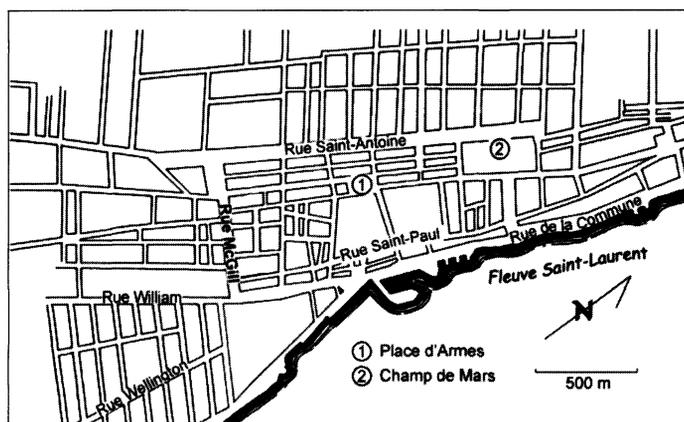 Rue Saint-Antoine
②
①
Rue McGill
Rue Saint-Paul
Rue de la Commune
Fleuve Saint-Laurent
Rue William
N
① Place d'Armes
② Champ de Mars
Rue Wellington
500 m